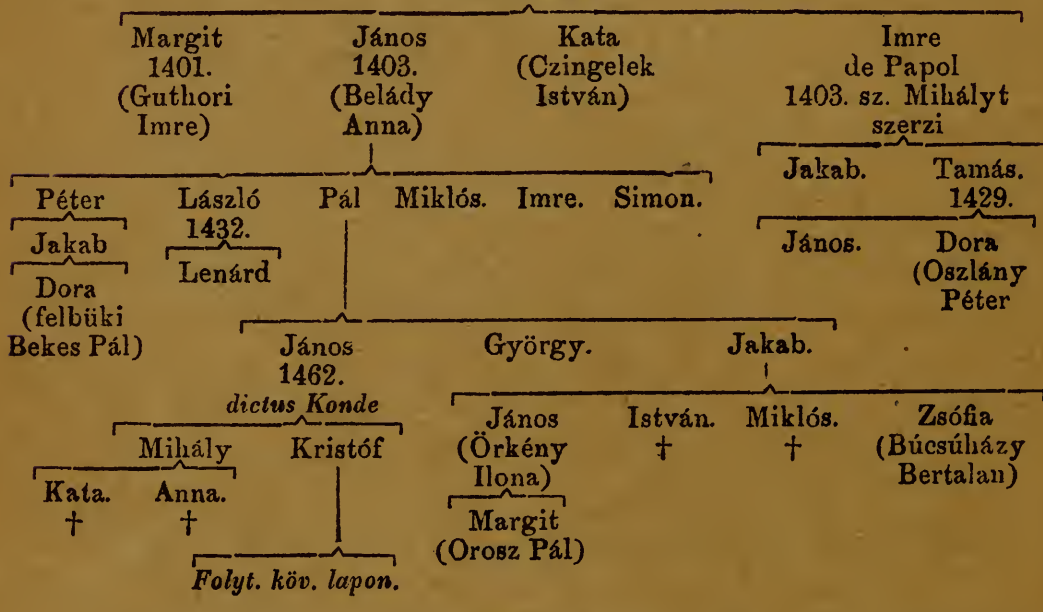 Margit
1401.
(Guthori
Imre)
János
1403.
(Belády
Anna)
Kata
(Czingelek
István)
Imre
de Papol
1403. sz. Mihályt
szerzi
Jakab.
Tamás.
1429.
János.
Dora
(Oszlány
Péter
Péter
Jakab
Dora
(felbüki
Bekes Pál)
László
1432.
Lenárd
Pál
Miklós.
Imre.
Simon.
János
1462.
dictus Konde
György.
Jakab.
Mihály
Kristóf
Kata.
†
Anna.
†
Folyt. köv. lapon.
János
(Örkény
Ilona)
Margit
(Orosz Pál)
István.
†
Miklós.
†
Zsófia
(Búcsúházy
Bertalan)